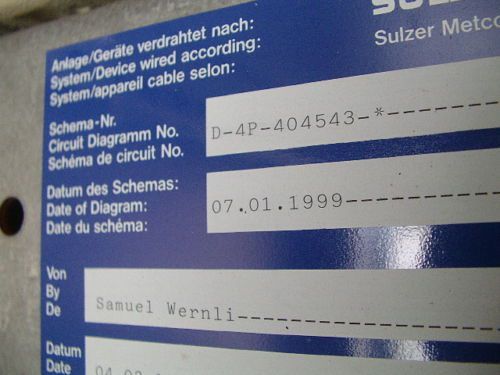 Sulzer Metco
Anlage/Geräte verdrahtet nach:
System/Device wired according:
System/appareil cable selon:
Schema-Nr.
Circuit Diagramm No.
Schéma de circuit No.
D-4P-404543-*--------
Datum des Schemas:
Date of Diagram:
Date du schéma:
07.01.1999------------
Von
By
De
Samuel Wernli--------------------
Datum
Date